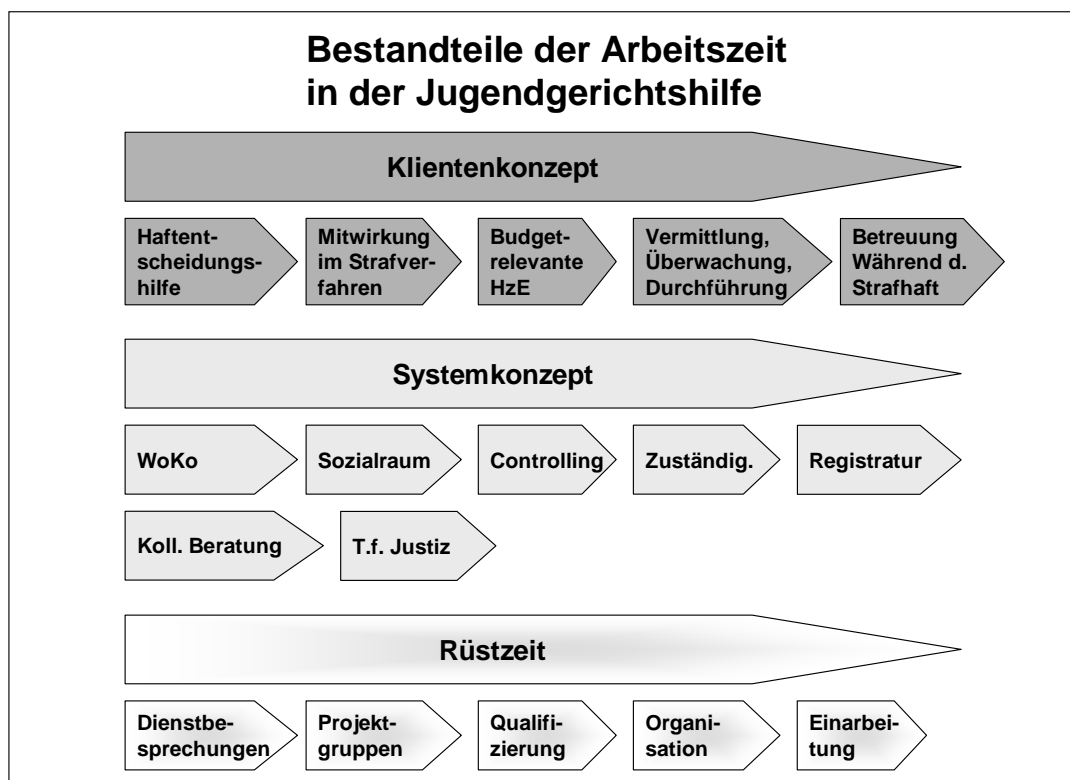 Bestandteile der Arbeitszeit
in der Jugendgerichtshilfe
Klientenkonzept
Haftent-
scheidungs-
hilfe
Mitwirkung
im Strafver-
fahren
Budget-
relevante
HzE
Vermittlung,
Überwachung,
Durchführung
Betreuung
Während d.
Strafhaft
Systemkonzept
WoKo
Sozialraum
Controlling
Zuständig.
Registratur
Koll. Beratung
T.f. Justiz
Rüstzeit
Dienstbe-
sprechungen
Projekt-
gruppen
Qualifi-
zierung
Organi-
sation
Einarbei-
tung